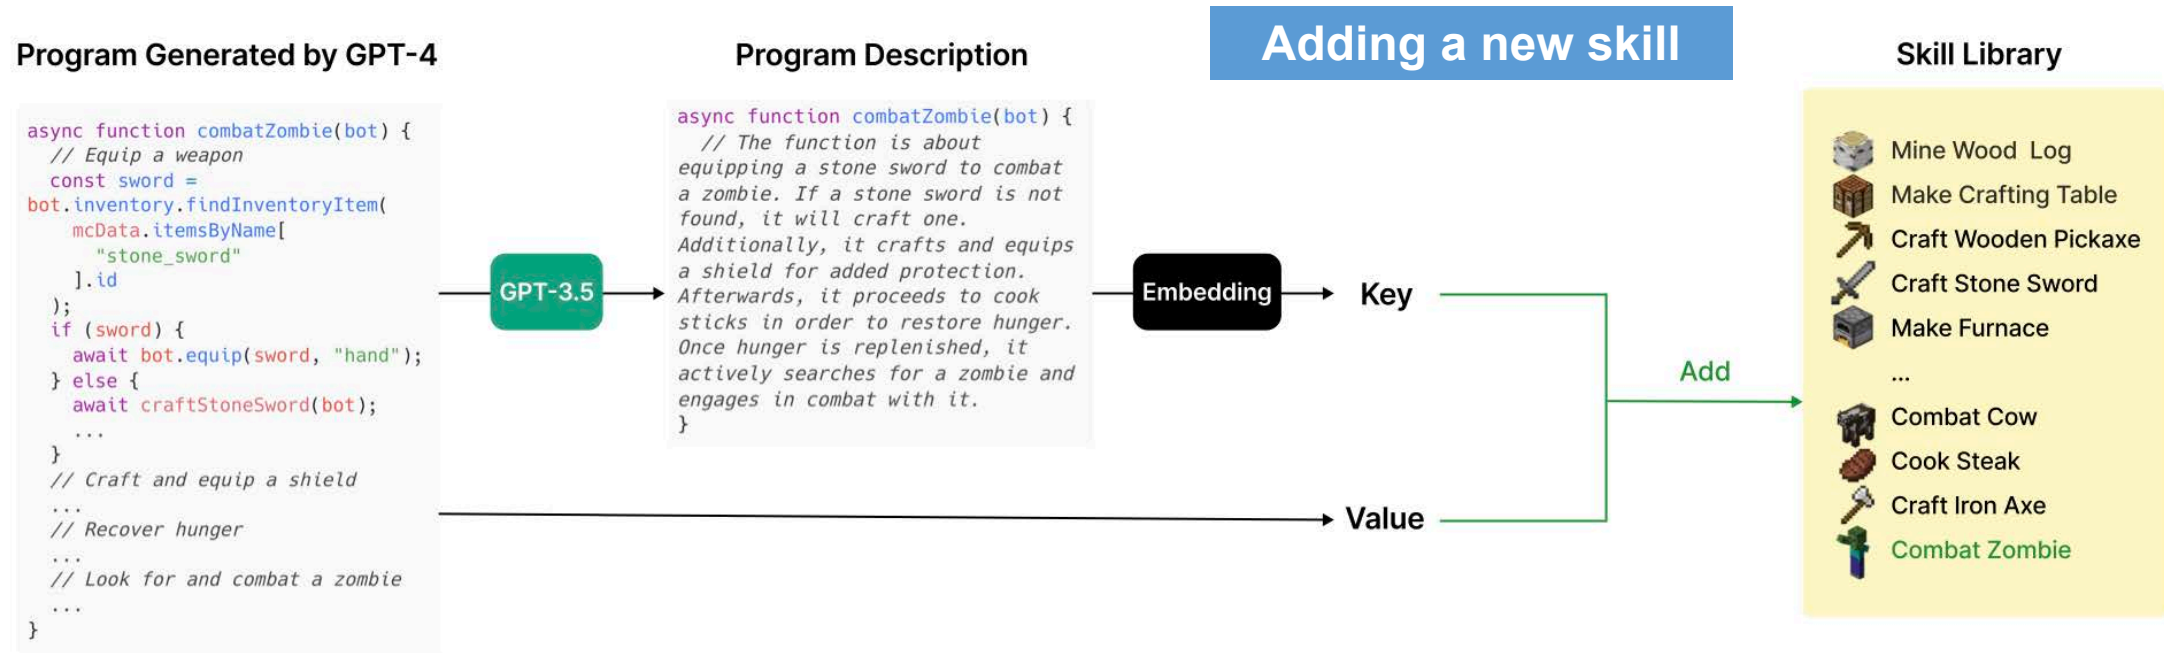 Adding a new skill
Program Generated by GPT-4
async function combatZombie(bot) {
// Equip a weapon
const sword =
bot.inventory.findInventoryItem(
mcData.itemsByName[
"stone_sword"
].id
);
if (sword) {
await bot.equip(sword, "hand");
} else {
await craftStoneSword(bot);
...
}
// Craft and equip a shield
...
// Recover hunger
...
// Look for and combat a zombie
...
}
GPT-3.5
Program Description
async function combatZombie(bot) {
// The function is about
equipping a stone sword to combat
a zombie. If a stone sword is not
found, it will craft one.
Additionally, it crafts and equips
a shield for added protection.
Afterwards, it proceeds to cook
sticks in order to restore hunger.
Once hunger is replenished, it
actively searches for a zombie and
engages in combat with it.
}
Embedding
Key
Value
Add
Skill Library
Mine Wood Log
Make Crafting Table
Craft Wooden Pickaxe
Craft Stone Sword
Make Furnace
...
Combat Cow
Cook Steak
Craft Iron Axe
Combat Zombie